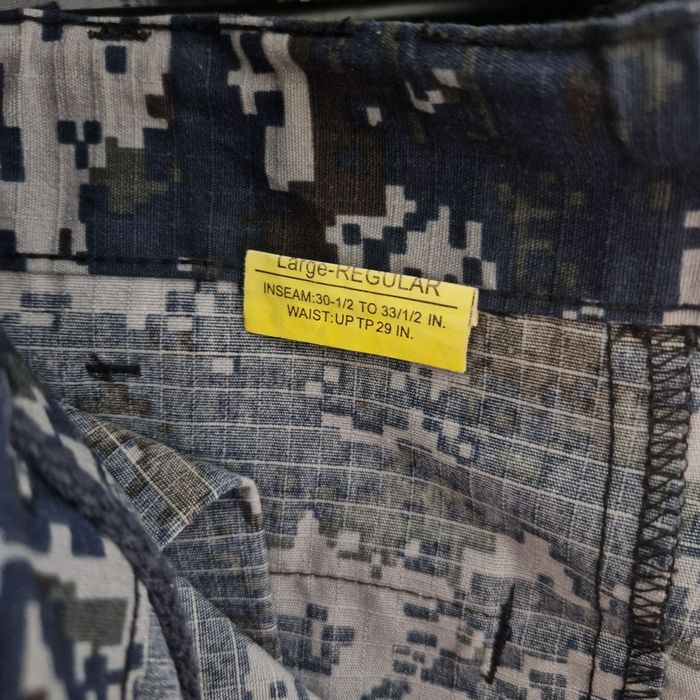 Large-REGULAR
INSEAM:30-1/2 TO 33/1/2 IN.
WAIST:UP TP 29 IN.